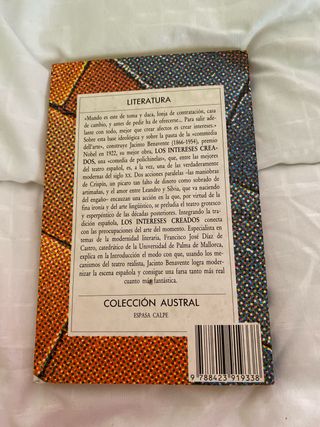 LITERATURA
«Mundo es este de toma y daca, lonja de contratación, casa
de cambio, y antes de pedir ha de ofrecerse... Para salir ade-
lante con todo, mejor que crear afectos es crear intereses.»
Sobre esta base ideológica y sobre la pauta de la «commedia
dell'arte», construye Jacinto Benavente (1866-1954), premio
Nobel en 1922, su mejor obra, LOS INTERESES CREA-
DOS, una «comedia de polichinelas», que, entre las mejores
del teatro español, es, a la vez, una de las verdaderamente
modernas del siglo XX. Dos acciones paralelas -las maniobras
de Crispín, un pícaro tan falto de dinero como sobrado de
artimañas, y el amor entre Leandro y Silvia, que va naciendo
del engaño- encauzan una acción en la que, por virtud de la
fina ironía y del arte lingüístico, se preludia el teatro grotesco
y esperpéntico de las décadas posteriores. Integrando la tra-
dición española, LOS INTERESES CREADOS conecta
con las preocupaciones del arte del momento. Especialista en
temas de la modernidad literaria, Francisco José Díaz de
Castro, catedrático de la Universidad de Palma de Mallorca,
explica en la Introducción el modo con que, usando los me-
canismos del teatro realista, Jacinto Benavente logra moder-
nizar la escena española y consigue una farsa tanto más real
cuanto más fantástica.
COLECCIÓN AUSTRAL
ESPASA CALPE
9 788423 919338